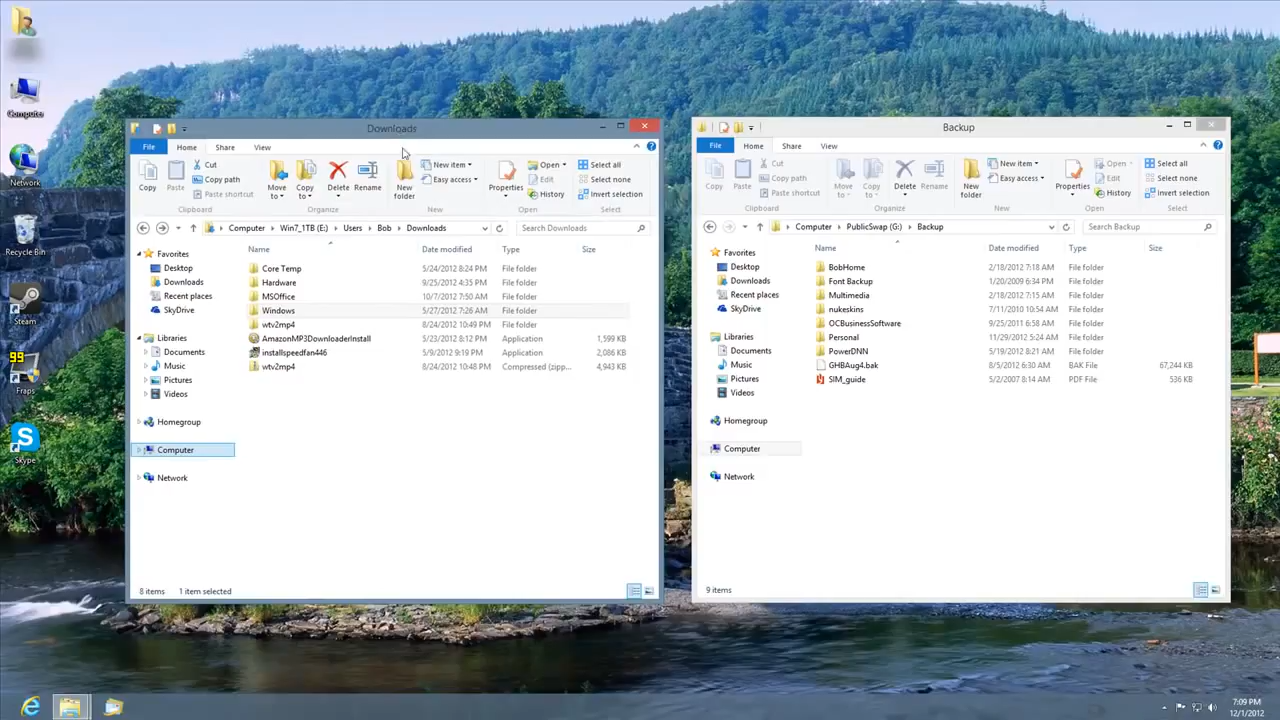 Computer
Network
Recycle Bin
Steam
99
Fraps
Skype
Downloads
File Home Share View
Copy
Paste
Cut
Copy path
Paste shortcut
Clipboard
Move to
Copy to
Delete
Rename
Organize
New folder
New item
Easy access
New
Properties
Open
Edit
History
Open
Select all
Select none
Invert selection
Select
Computer Win7_1TB (E:) Users Bob Downloads
Search Downloads
Favorites
Desktop
Downloads
Recent places
SkyDrive
Libraries
Documents
Music
Pictures
Videos
Homegroup
Computer
Network
Name Date modified Type Size
Core Temp 5/24/2012 8:24 PM File folder
Hardware 9/25/2012 4:35 PM File folder
MSOffice 10/7/2012 7:50 AM File folder
Windows 5/27/2012 7:26 AM File folder
wtv2mp4 8/24/2012 10:49 PM File folder
AmazonMP3DownloaderInstall 5/23/2012 8:12 PM Application 1,599 KB
installspeedfan446 5/9/2012 9:19 PM Application 2,086 KB
wtv2mp4 8/24/2012 10:48 PM Compressed (zipp... 4,943 KB
8 items 1 item selected
Backup
File Home Share View
Copy
Paste
Cut
Copy path
Paste shortcut
Clipboard
Move to
Copy to
Delete
Rename
Organize
New folder
New item
Easy access
New
Properties
Open
Edit
History
Open
Select all
Select none
Invert selection
Select
Computer PublicSwap (G:) Backup
Search Backup
Favorites
Desktop
Downloads
Recent places
SkyDrive
Libraries
Documents
Music
Pictures
Videos
Homegroup
Computer
Network
Name Date modified Type Size
BobHome 2/18/2012 7:18 AM File folder
Font Backup 1/20/2009 6:34 PM File folder
Multimedia 2/18/2012 7:15 AM File folder
nukeskins 7/11/2010 10:54 AM File folder
OCBusinessSoftware 9/25/2011 6:58 AM File folder
Personal 11/29/2012 5:24 AM File folder
PowerDNN 5/19/2012 8:21 AM File folder
GHBAug4.bak 8/5/2012 6:30 AM BAK File 67,244 KB
SIM_guide 5/2/2007 8:14 AM PDF File 536 KB
9 items
7:09 PM
12/1/2012